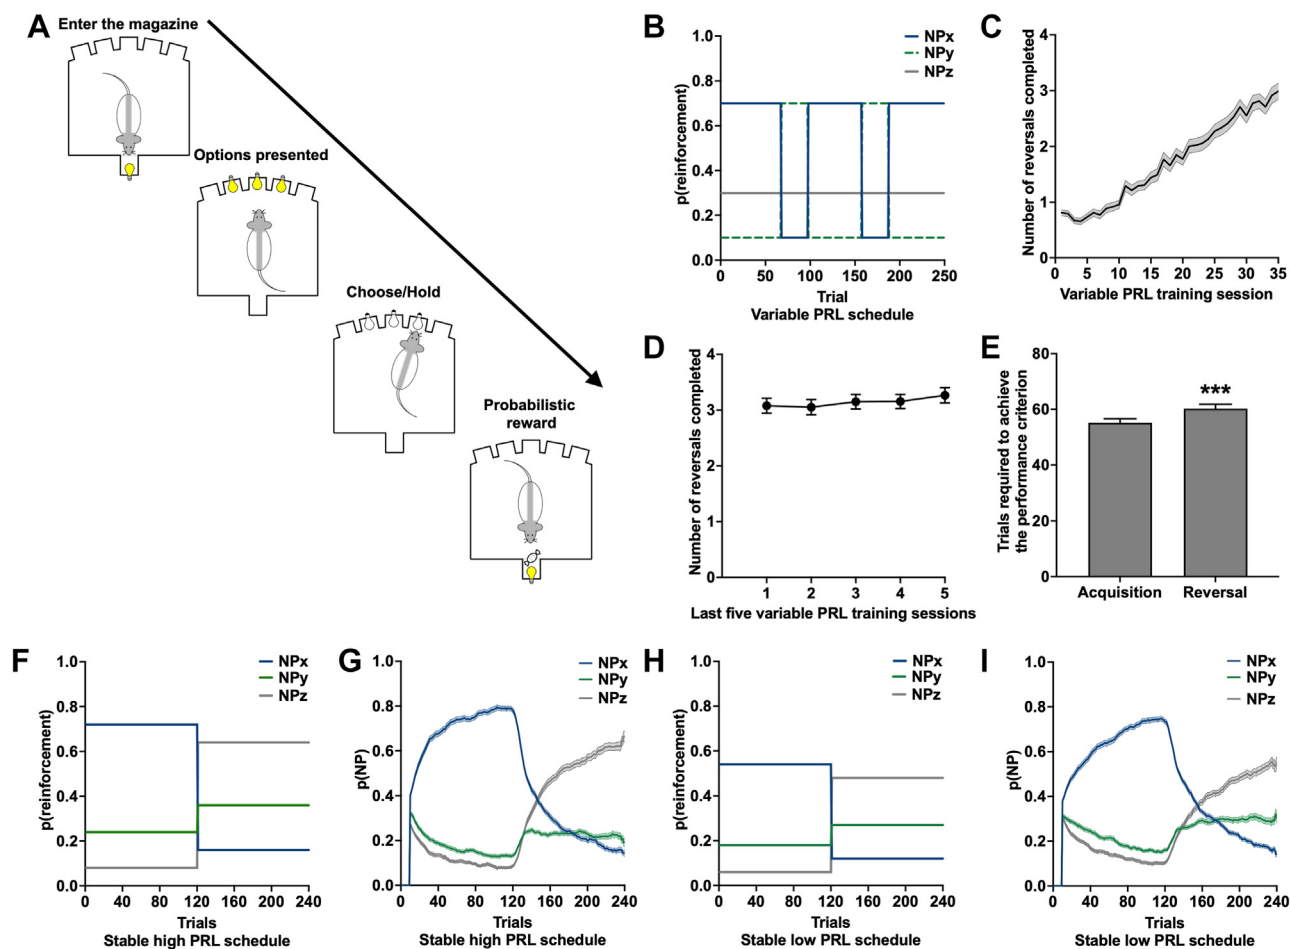 A
Enter the magazine
Options presented
Choose/Hold
Probabilistic
reward
B
NPx
NPy
NPz
p(reinforcement)
1.0
0.8
0.6
0.4
0.2
0.0
0 50 100 150 200 250
Trial
Variable PRL schedule
C
Number of reversals completed
4
3
2
1
0
0 5 10 15 20 25 30 35
Variable PRL training session
D
Number of reversals completed
4
3
2
1
0
1 2 3 4 5
Last five variable PRL training sessions
E
Trials required to achieve
the performance criterion
80
60
40
20
0
***
Acquisition Reversal
F
NPx
NPy
NPz
p(reinforcement)
1.0
0.8
0.6
0.4
0.2
0.0
0 40 80 120 160 200 240
Trials
Stable high PRL schedule
G
NPx
NPy
NPz
p(NP)
1.0
0.8
0.6
0.4
0.2
0.0
0 40 80 120 160 200 240
Trials
Stable high PRL schedule
H
NPx
NPy
NPz
p(reinforcement)
1.0
0.8
0.6
0.4
0.2
0.0
0 40 80 120 160 200 240
Trials
Stable low PRL schedule
I
NPx
NPy
NPz
p(NP)
1.0
0.8
0.6
0.4
0.2
0.0
0 40 80 120 160 200 240
Trials
Stable low PRL schedule